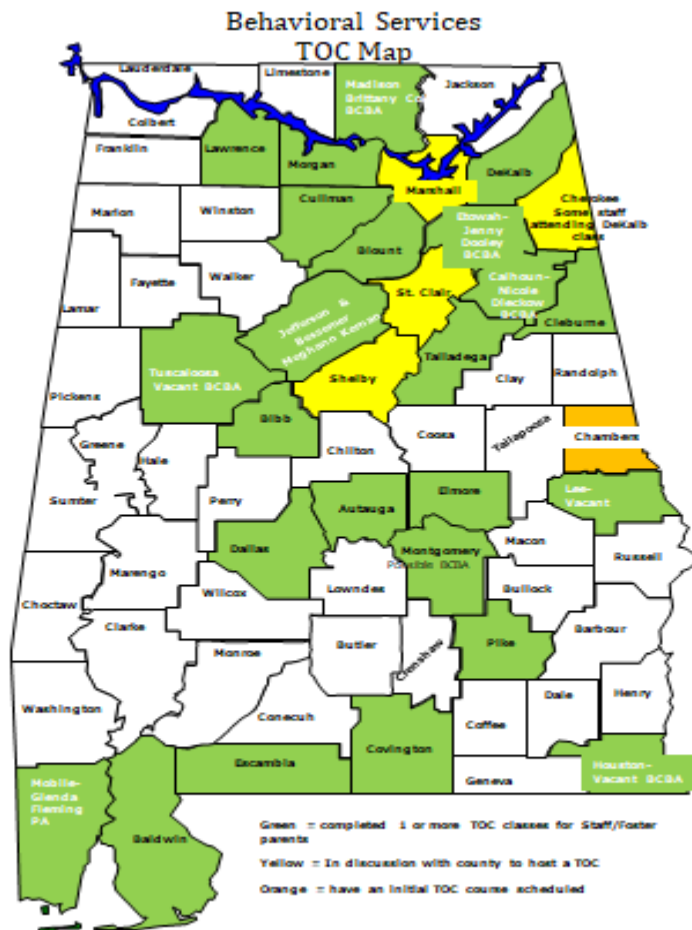 Behavioral Services
TOC Map
Lauderdale
Limestone
Madison
Brittany
BCBA
Jackson
Colbert
Franklin
Lawrence
Morgan
Marshall
DeKalb
Cherokee
Some staff
attending DeKalb
class
Marion
Winston
Cullman
Blount
Etowah-
Jenny
Dooley
BCBA
Lamar
Fayette
Walker
Jefferson &
Bessemer
Meghann
St. Clair
Calhoun-
Nicole
Dieckow
BCBA
Cleburne
Tuscaloosa
Vacant BCBA
Shelby
Talladega
Clay
Randolph
Pickens
Bibb
Chilton
Coosa
Tallapoosa
Chambers
Greene
Hale
Sumter
Perry
Autauga
Elmore
Lee-
Vacant
Dallas
Montgomery
Possible BCBA
Macon
Russell
Marengo
Lowndes
Bullock
Choctaw
Wilcox
Clarke
Butler
Crenshaw
Pike
Barbour
Monroe
Washington
Conecuh
Covington
Coffee
Dale
Henry
Escambia
Geneva
Houston-
Vacant BCBA
Mobile-
Glenda
Fleming
PA
Baldwin
Green = completed 1 or more TOC classes for Staff/Foster
parents
Yellow = In discussion with county to host a TOC
Orange = have an initial TOC course scheduled